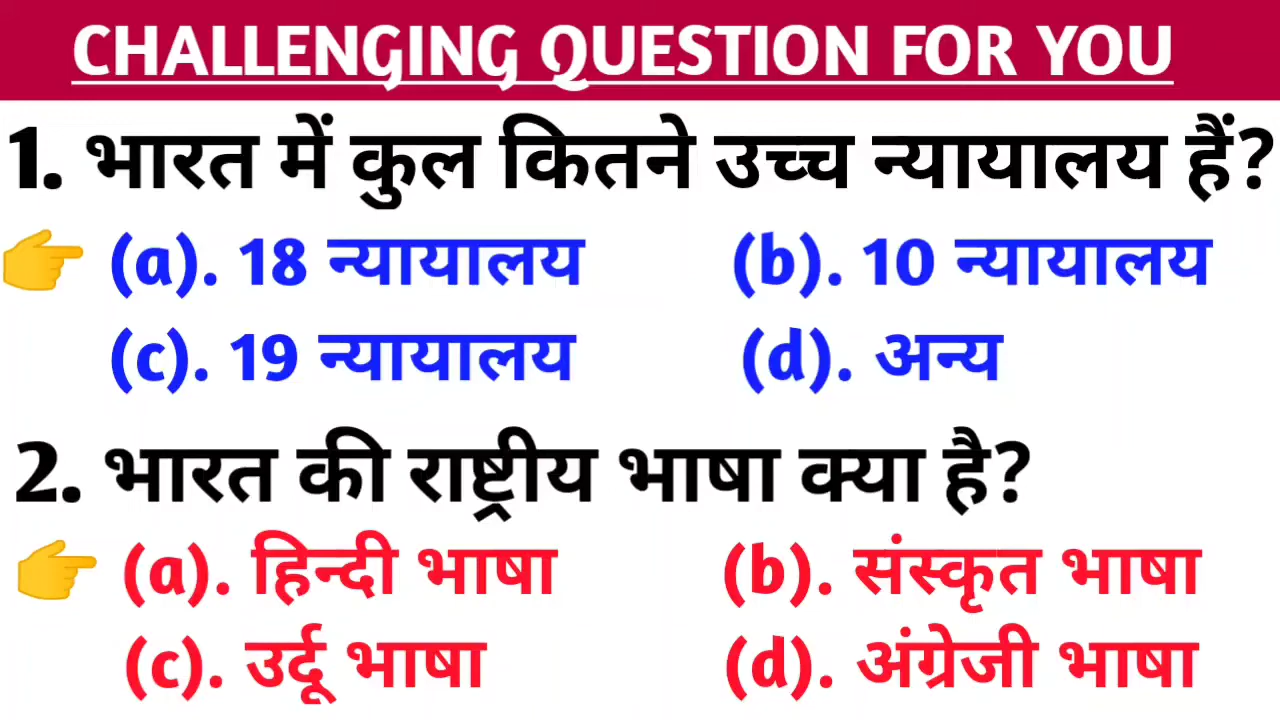 CHALLENGING QUESTION FOR YOU
1. भारत में कुल कितने उच्च न्यायालय हैं?
👉 (a). 18 न्यायालय (b). 10 न्यायालय
(c). 19 न्यायालय (d). अन्य
2. भारत की राष्ट्रीय भाषा क्या है?
👉 (a). हिन्दी भाषा (b). संस्कृत भाषा
(c). उर्दू भाषा (d). अंग्रेजी भाषा